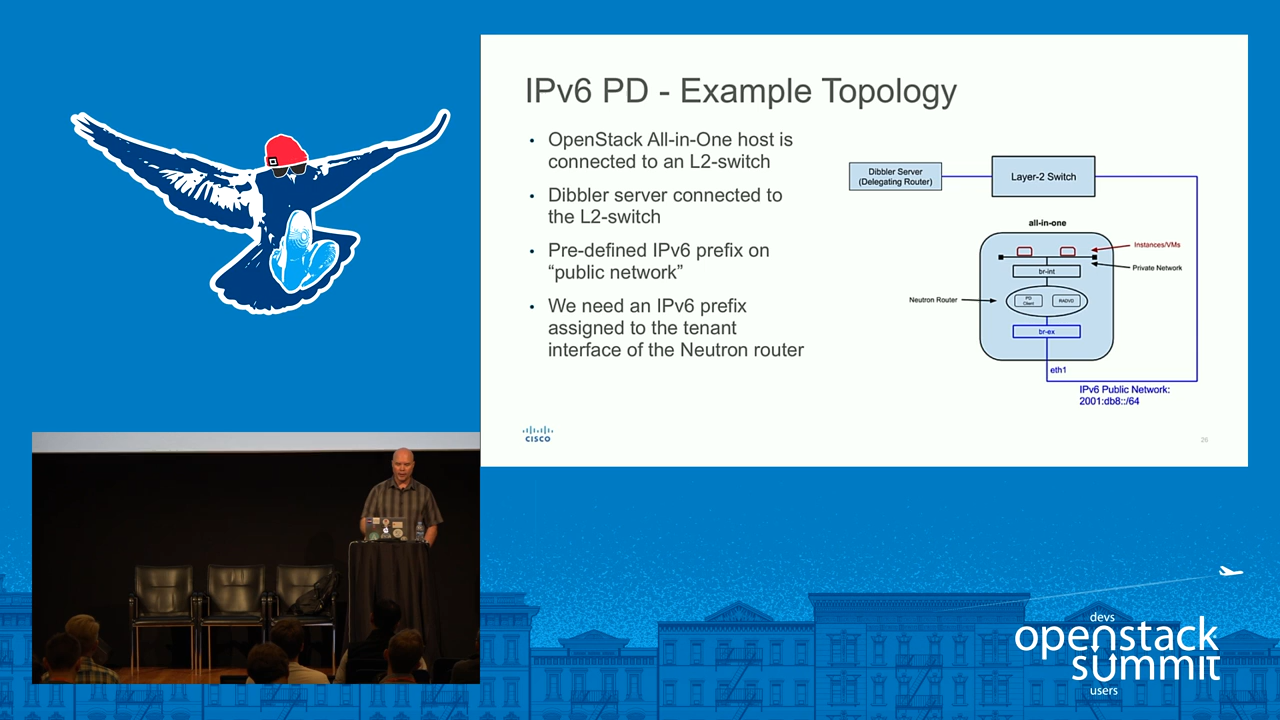 IPv6 PD - Example Topology
• OpenStack All-in-One host is
connected to an L2-switch
• Dibbler server connected to
the L2-switch
• Pre-defined IPv6 prefix on
“public network”
• We need an IPv6 prefix
assigned to the tenant
interface of the Neutron router
Dibbler Server
(Delegating Router)
Layer-2 Switch
all-in-one
Instances/VMs
Private Network
br-int
Neutron Router
PD
Client
RADVD
br-ex
eth1
IPv6 Public Network:
2001:db8::/64
CISCO
26
devs
openstack
summit
users